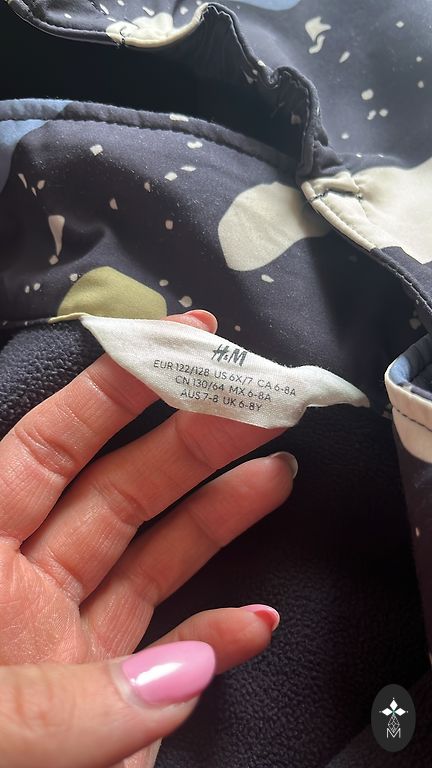 H&M
EUR 122/128 US 6X/7 CA 6-8A
CN 130/64 MX 6-8A
AUS 7-8 UK 6-8Y
M